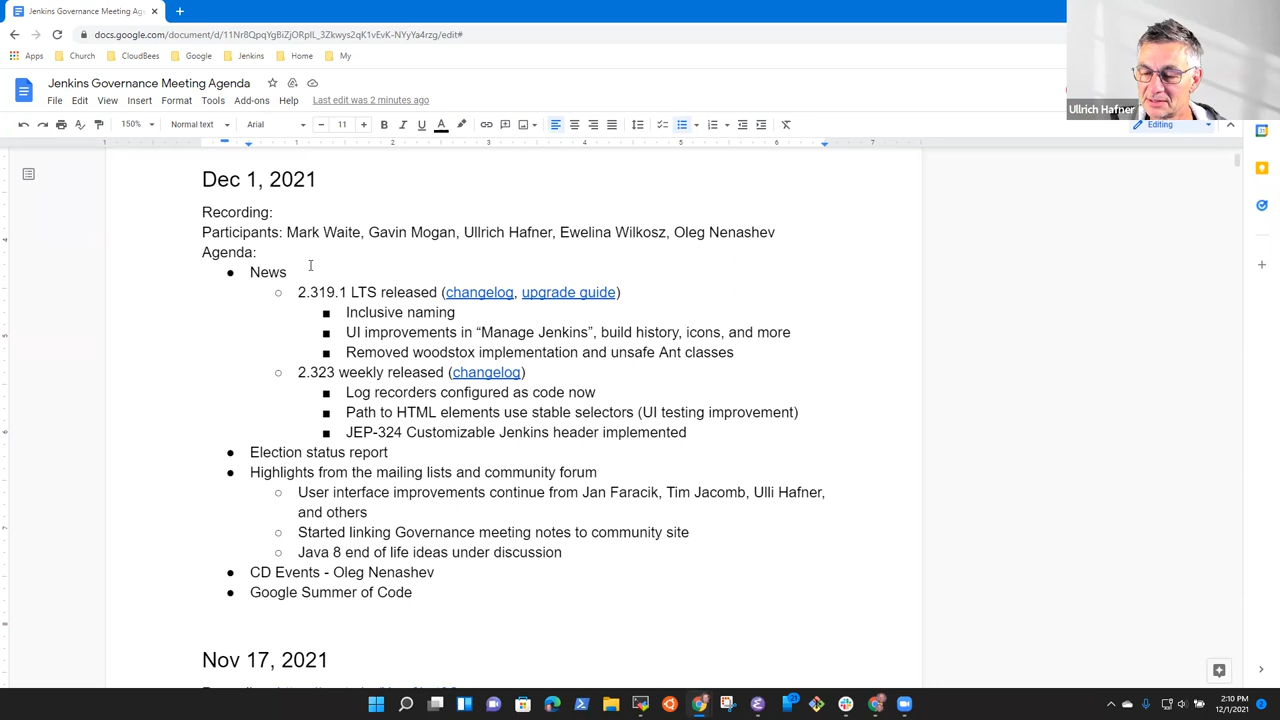 Jenkins Governance Meeting Ag
docs.google.com/document/d/11Nr8QpqYgBiZjORpIL_3Zkwys2qK1vEvK-NYyYa4rzg/edit#
Apps Church CloudBees Google Jenkins Home My
Jenkins Governance Meeting Agenda
File Edit View Insert Format Tools Add-ons Help Last edit was 2 minutes ago
Ullrich Hafner
150% Normal text Arial 11 Editing
1 1 2 3 4 5 6 7
Dec 1, 2021
Recording:
Participants: Mark Waite, Gavin Mogan, Ullrich Hafner, Ewelina Wilkosz, Oleg Nenashev
Agenda:
● News
○ 2.319.1 LTS released (changelog, upgrade guide)
■ Inclusive naming
■ UI improvements in “Manage Jenkins”, build history, icons, and more
■ Removed woodstox implementation and unsafe Ant classes
○ 2.323 weekly released (changelog)
■ Log recorders configured as code now
■ Path to HTML elements use stable selectors (UI testing improvement)
■ JEP-324 Customizable Jenkins header implemented
● Election status report
● Highlights from the mailing lists and community forum
○ User interface improvements continue from Jan Faracik, Tim Jacomb, Ulli Hafner,
and others
○ Started linking Governance meeting notes to community site
○ Java 8 end of life ideas under discussion
● CD Events - Oleg Nenashev
● Google Summer of Code
Nov 17, 2021
2:10 PM
12/1/2021